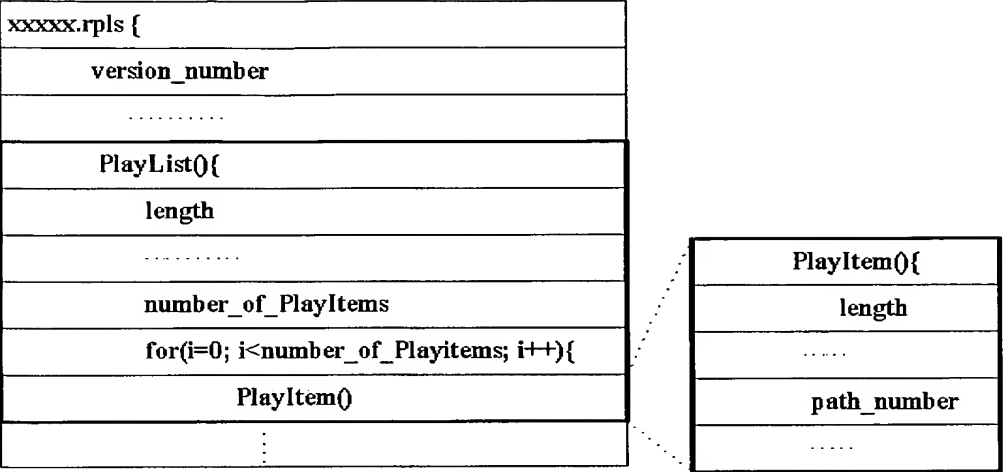 xxxxx.rpls {
version_number
. . . . . . . . . .
PlayList(){
length
. . . . . . . . . .
number_of_PlayItems
for(i=0; i<number_of_Playitems; i++){
PlayItem()
PlayItem(){
length
. . . . .
path_number
. . . . .